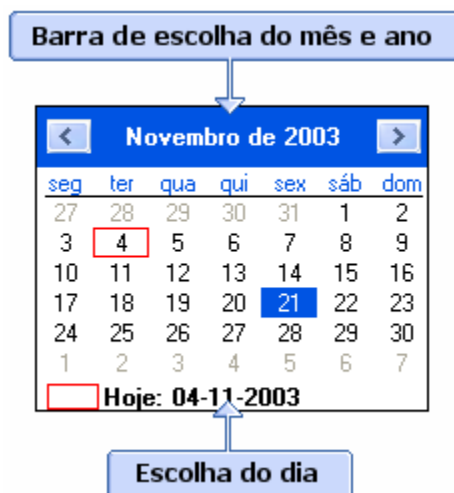 Barra de escolha do mês e ano
Novembro de 2003
seg ter qua qui sex sáb dom
27 28 29 30 31 1 2
3 4 5 6 7 8 9
10 11 12 13 14 15 16
17 18 19 20 21 22 23
24 25 26 27 28 29 30
1 2 3 4 5 6 7
Hoje: 04-11-2003
Escolha do dia